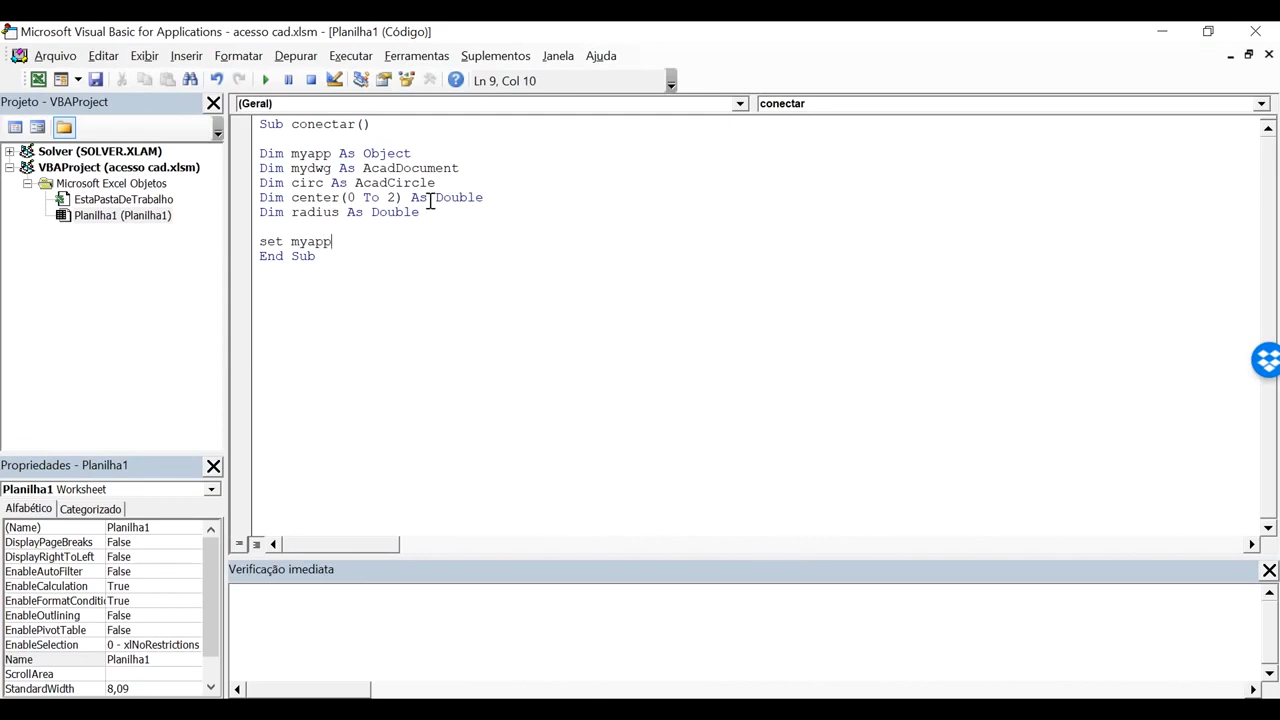 Microsoft Visual Basic for Applications - acesso cad.xlsm - [Planilha1 (Código)]
Arquivo Editar Exibir Inserir Formatar Depurar Executar Ferramentas Suplementos Janela Ajuda
Ln 9, Col 10
Projeto - VBAProject
(Geral) conectar
Solver (SOLVER.XLAM)
VBAProject (acesso cad.xlsm)
Microsoft Excel Objetos
EstaPastaDeTrabalho
Planilha1 (Planilha1)
Sub conectar()
Dim myapp As Object
Dim mydwg As AcadDocument
Dim circ As AcadCircle
Dim center(0 To 2) As Double
Dim radius As Double
set myapp
End Sub
Propriedades - Planilha1
Planilha1 Worksheet
Alfabético Categorizado
(Name) Planilha1
DisplayPageBreaks False
DisplayRightToLeft False
EnableAutoFilter False
EnableCalculation True
EnableFormatConditi True
EnableOutlining False
EnablePivotTable False
EnableSelection 0 - xlNoRestrictions
Name Planilha1
ScrollArea
StandardWidth 8,09
Verificação imediata